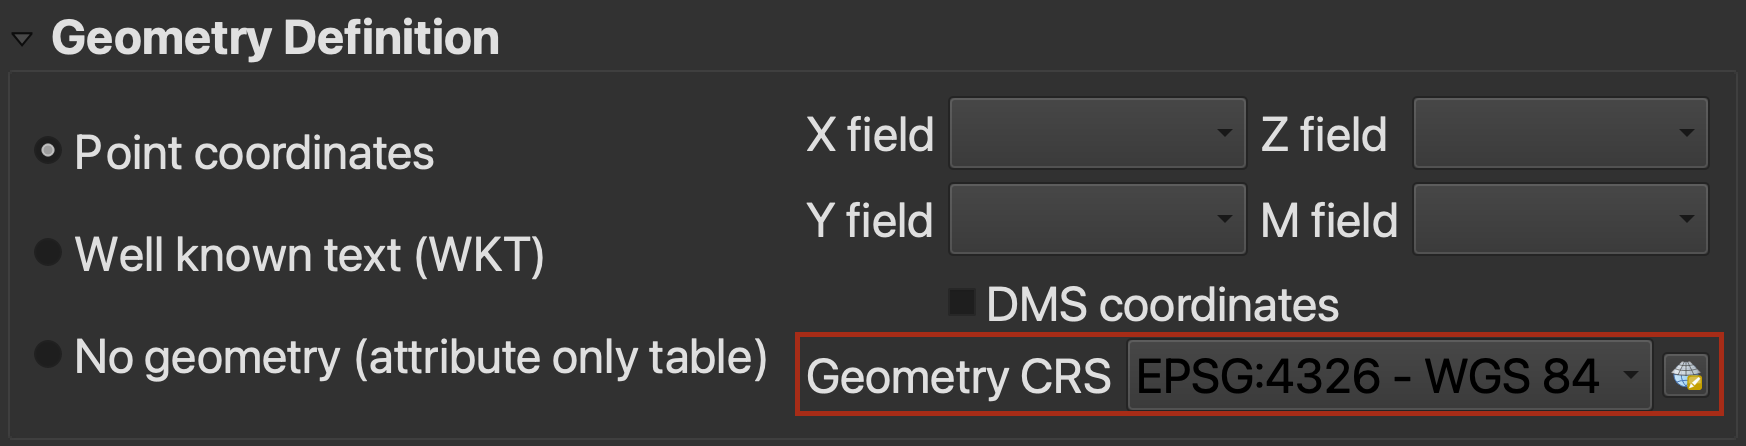 Geometry Definition
Point coordinates
Well known text (WKT)
No geometry (attribute only table)
X field
Z field
Y field
M field
DMS coordinates
Geometry CRS
EPSG:4326 - WGS 84